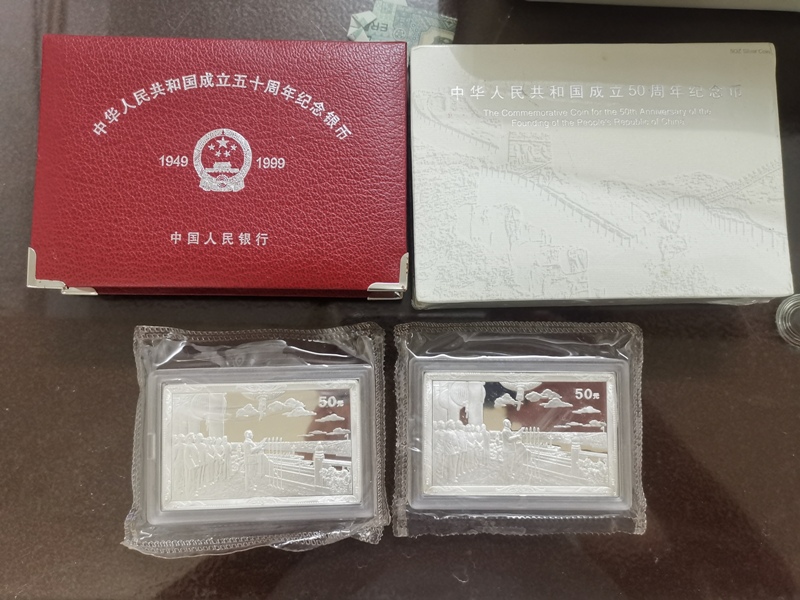 中华人民共和国成立五十周年纪念银币
1949 1999
中国人民银行
中华人民共和国成立50周年纪念币
The Commemorative Coin for the 50th Anniversary of the
Founding of the People's Republic of China
50元
50元